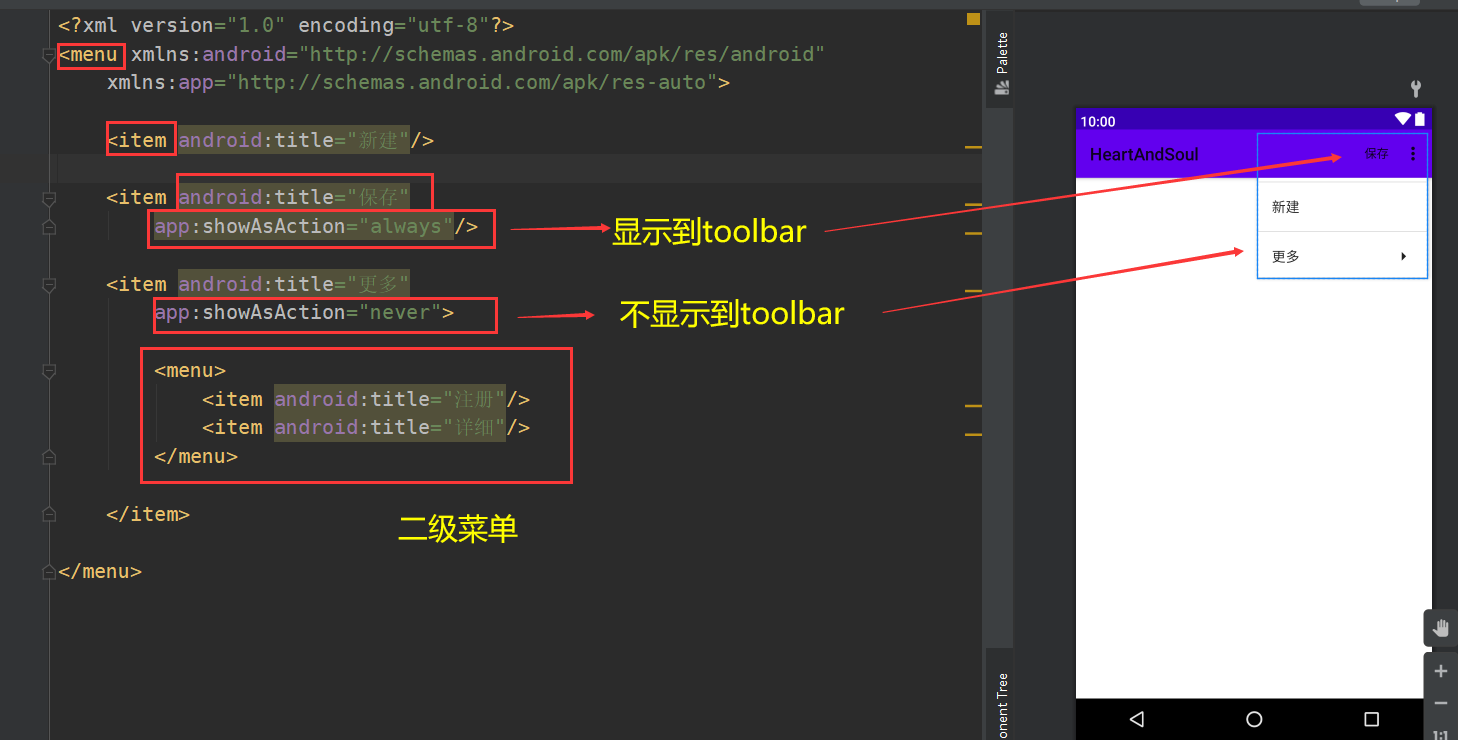 <?xml version="1.0" encoding="utf-8"?>
<menu xmlns:android="http://schemas.android.com/apk/res/android"
xmlns:app="http://schemas.android.com/apk/res-auto">
<item android:title="新建"/>
<item android:title="保存"
app:showAsAction="always"/>
显示到toolbar
<item android:title="更多"
app:showAsAction="never">
不显示到toolbar
<menu>
<item android:title="注册"/>
<item android:title="详细"/>
</menu>
</item>
二级菜单
</menu>
Palette
10:00
HeartAndSoul
保存
新建
更多
onent Tree
1:1